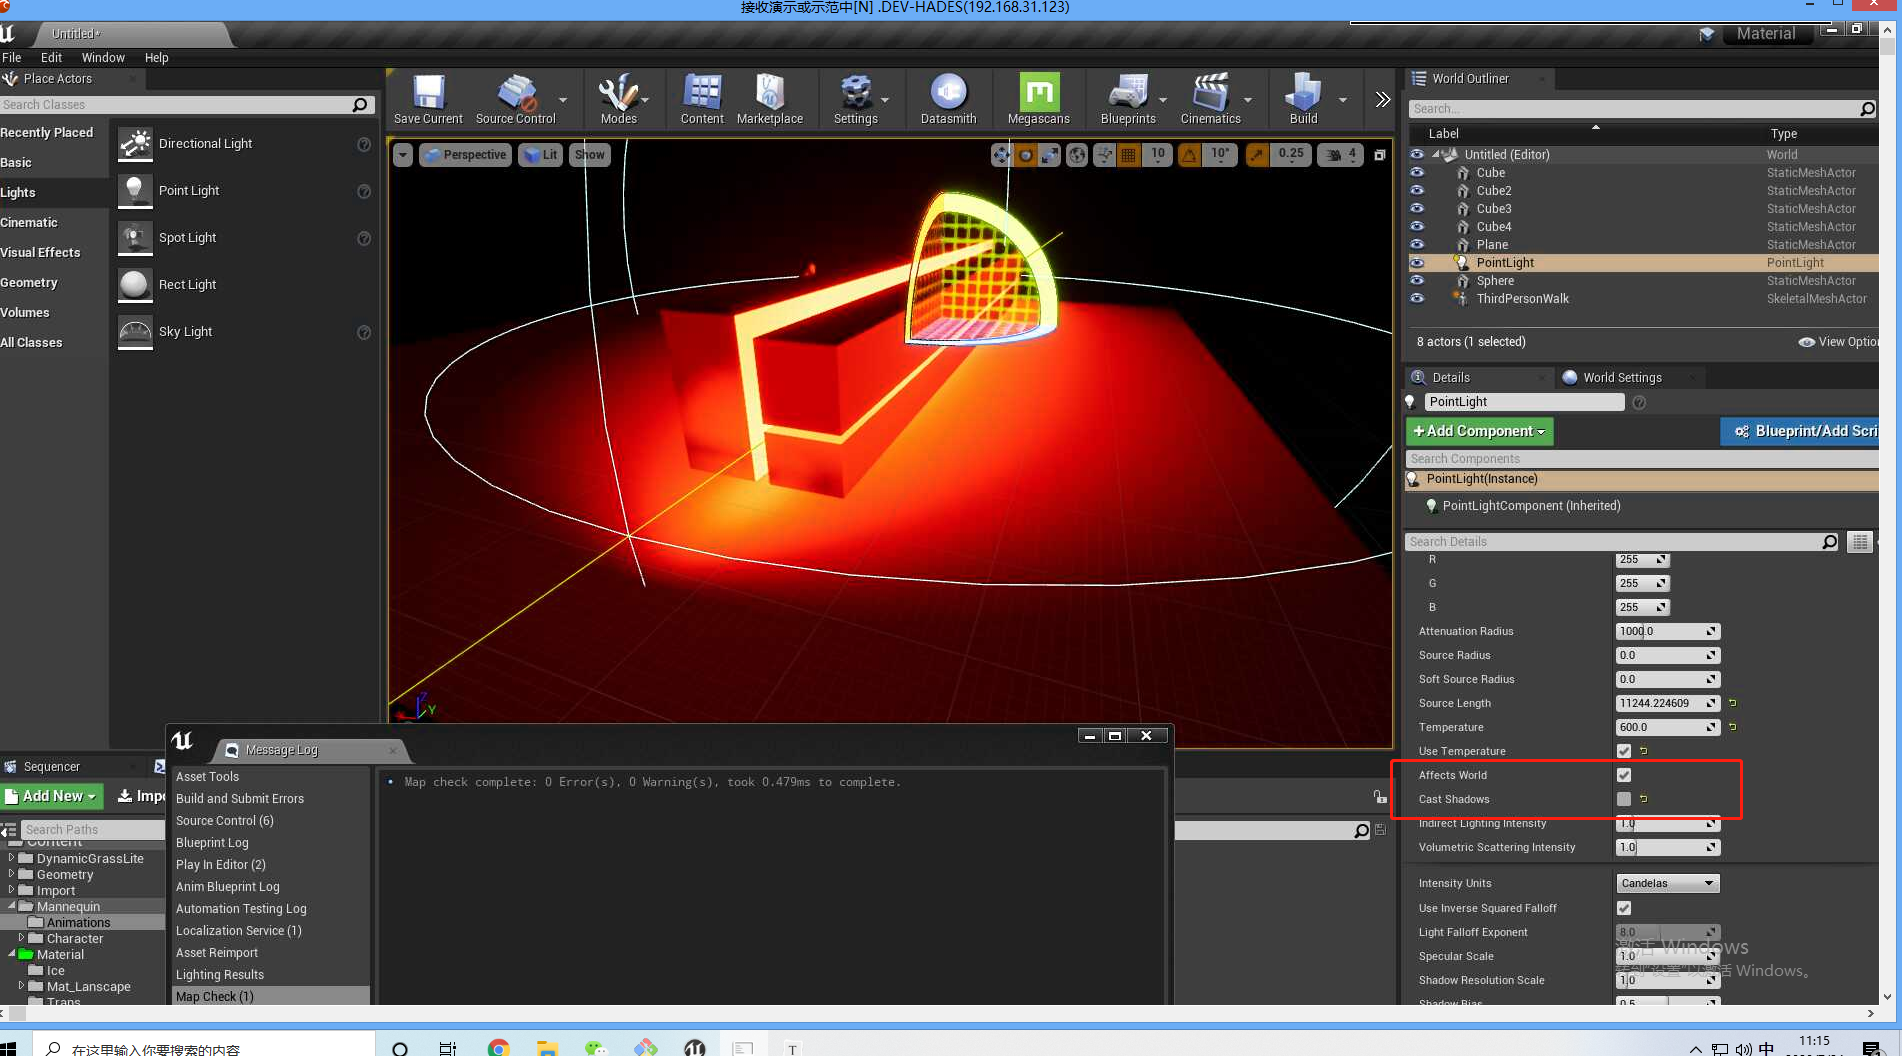 接收演示或示范中[N] .DEV-HADES(192.168.31.123)
Untitled*
Material
File Edit Window Help
Place Actors
Search Classes
Recently Placed
Basic
Lights
Cinematic
Visual Effects
Geometry
Volumes
All Classes
Directional Light
Point Light
Spot Light
Rect Light
Sky Light
Save Current
Source Control
Modes
Content
Marketplace
Settings
Datasmith
Megascans
Blueprints
Cinematics
Build
Perspective
Lit
Show
10
10°
0.25
4
Z
Y
World Outliner
Search...
Label Type
Untitled (Editor) World
Cube StaticMeshActor
Cube2 StaticMeshActor
Cube3 StaticMeshActor
Cube4 StaticMeshActor
Plane StaticMeshActor
PointLight PointLight
Sphere StaticMeshActor
ThirdPersonWalk SkeletalMeshActor
8 actors (1 selected)
View Optio
Details
World Settings
PointLight
+Add Component
Blueprint/Add Scri
Search Components
PointLight(Instance)
PointLightComponent (Inherited)
Search Details
R 255
G 255
B 255
Attenuation Radius 1000.0
Source Radius 0.0
Soft Source Radius 0.0
Source Length 11244.224609
Temperature 600.0
Use Temperature
Affects World
Cast Shadows
Indirect Lighting Intensity 1.0
Volumetric Scattering Intensity 1.0
Intensity Units Candelas
Use Inverse Squared Falloff
Light Falloff Exponent 8.0
Specular Scale 1.0
Shadow Resolution Scale 1.0
Shadow Bias 0.5
激活 Windows
转到"设置"以激活 Windows。
Sequencer
Add New
Impo
Search Paths
Content
DynamicGrassLite
Geometry
Import
Mannequin
Animations
Character
Material
Ice
Mat_Lanscape
Trans
Message Log
Asset Tools
Build and Submit Errors
Source Control (6)
Blueprint Log
Play In Editor (2)
Anim Blueprint Log
Automation Testing Log
Localization Service (1)
Asset Reimport
Lighting Results
Map Check (1)
Map check complete: 0 Error(s), 0 Warning(s), took 0.479ms to complete.
在这里输入你要搜索的内容
T
中
11:15